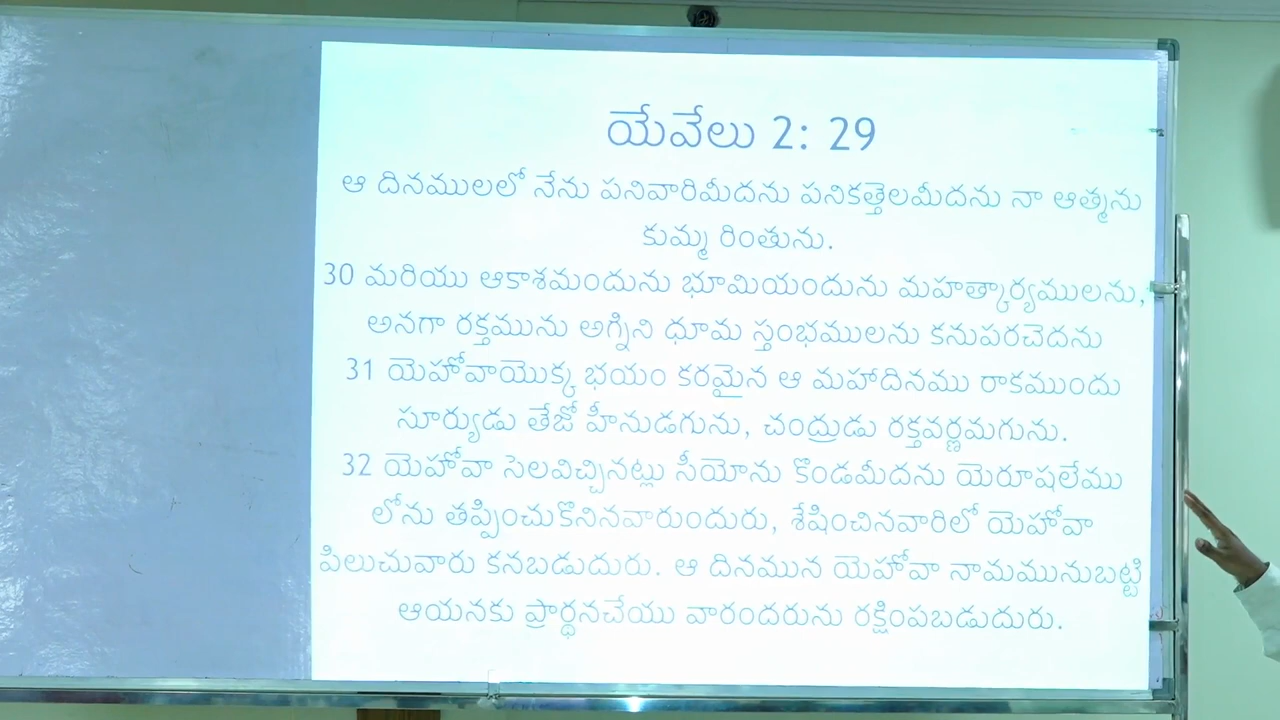 యేవేలు 2: 29
ఆ దినములలో నేను పనివారిమీదను పనికత్తెలమీదను నా ఆత్మను
కుమ్మ రింతును.
30 మరియు ఆకాశమందును భూమియందును మహత్కార్యములను,
అనగా రక్తమును అగ్నిని ధూమ స్తంభములను కనుపరచెదను
31 యెహోవాయొక్క భయం కరమైన ఆ మహాదినము రాకముందు
సూర్యుడు తేజో హీనుడగును, చంద్రుడు రక్తవర్ణమగును.
32 యెహోవా సెలవిచ్చినట్లు సీయోను కొండమీదను యెరూషలేము
లోను తప్పించుకొనినవారుందురు, శేషించినవారిలో యెహోవా
పిలుచువారు కనబడుదురు. ఆ దినమున యెహోవా నామమునుబట్టి
ఆయనకు ప్రార్థనచేయు వారందరును రక్షింపబడుదురు.